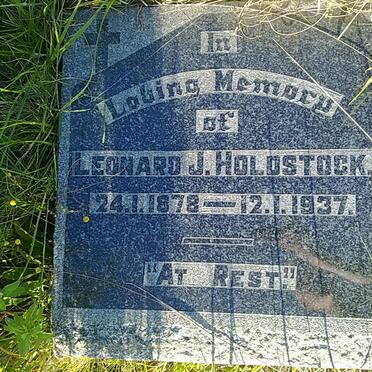 In
Loving Memory
of
LEONARD J. HOLDSTOCK.
24.1.1878 — 12.1.1937.
"AT REST"